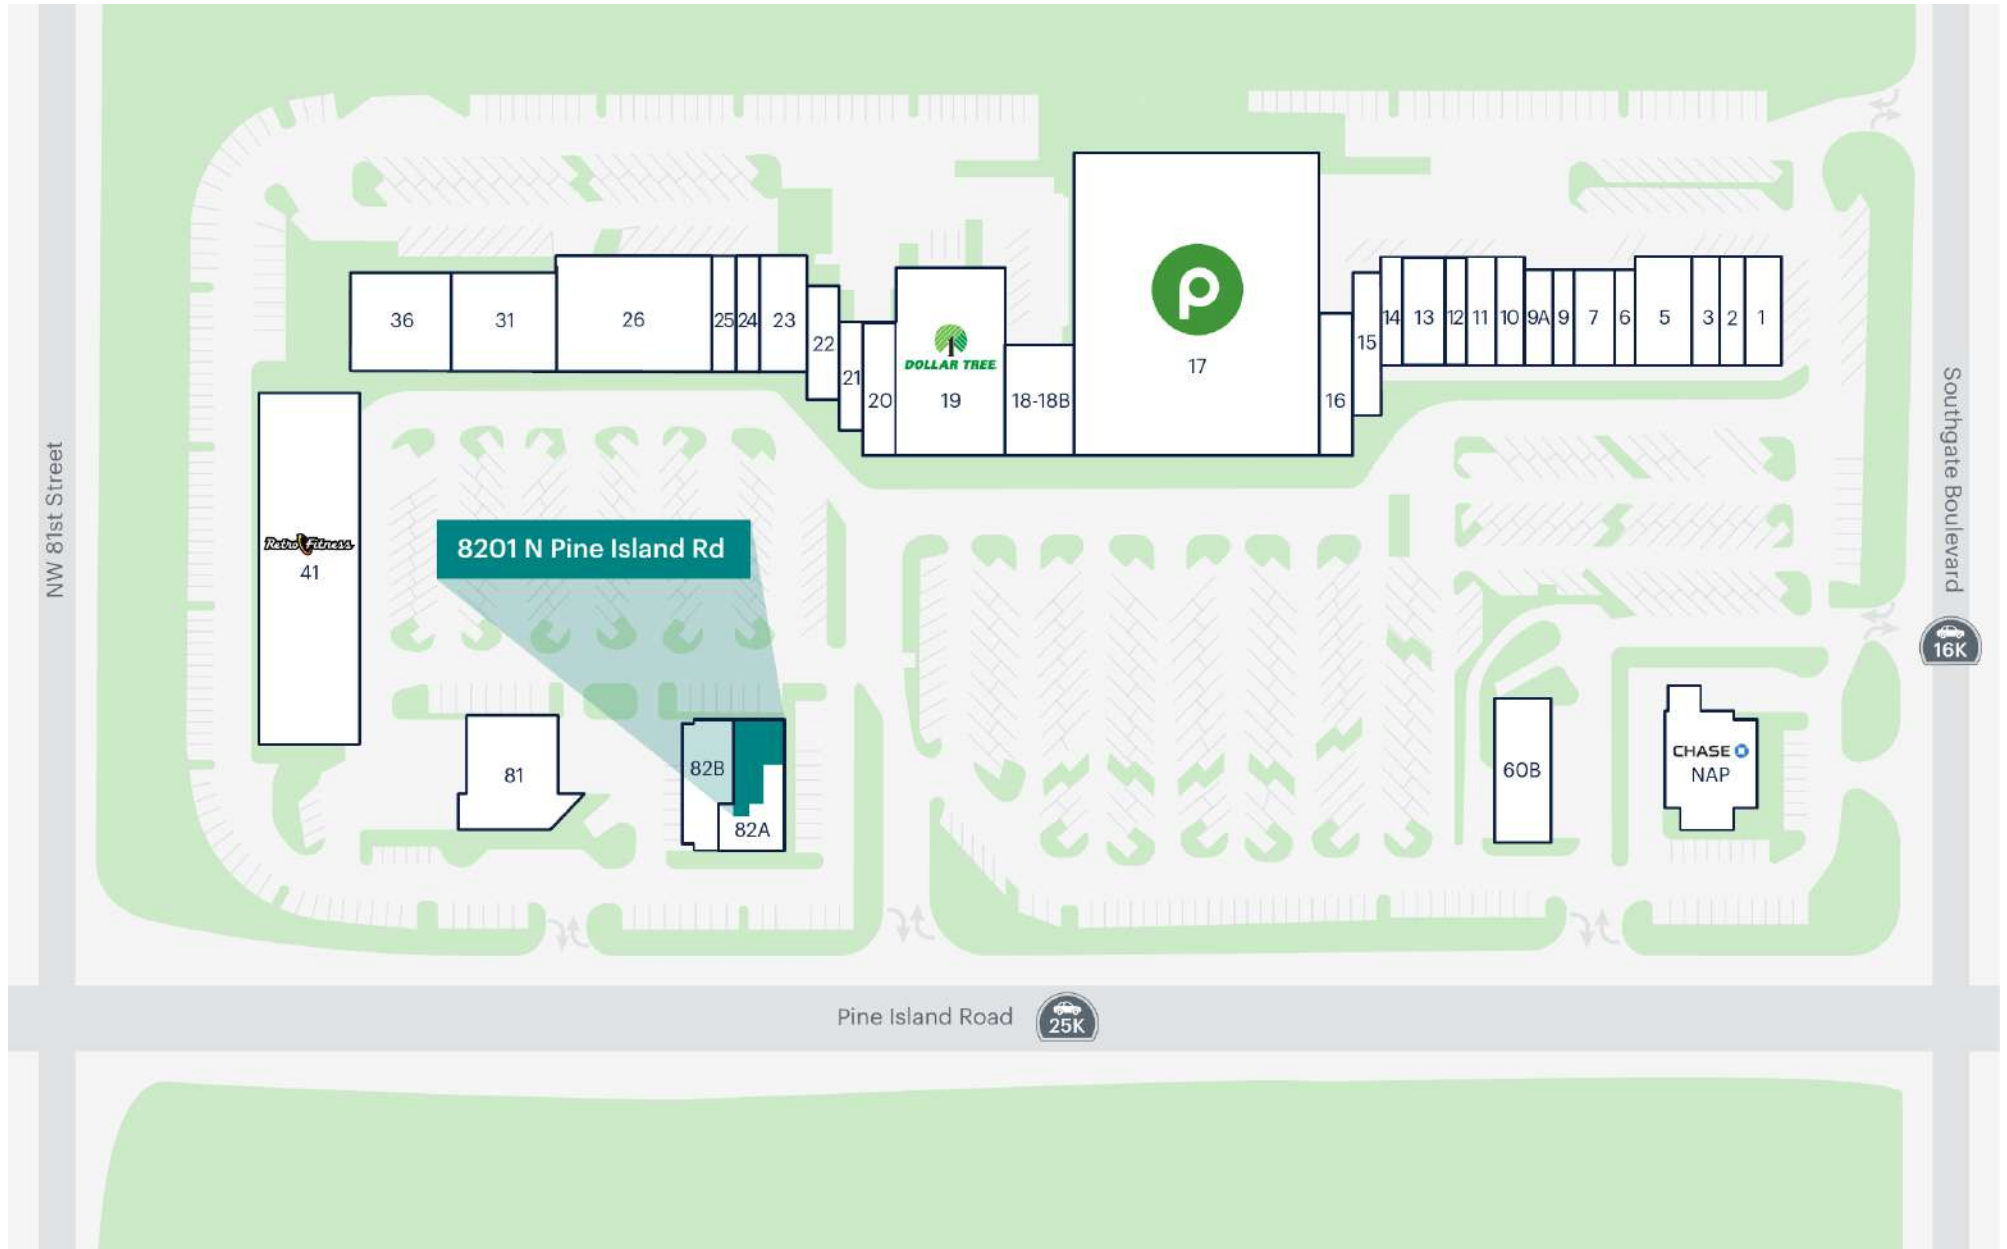 36
31
26
25
24
23
22
21
20
DOLLAR TREE
19
18-18B
17
16
15
14
13
12
11
10
9A
9
7
6
5
3
2
1
NW 81st Street
Retro Fitness
41
8201 N Pine Island Rd
Southgate Boulevard
16K
81
82B
82A
60B
CHASE
NAP
Pine Island Road
25K